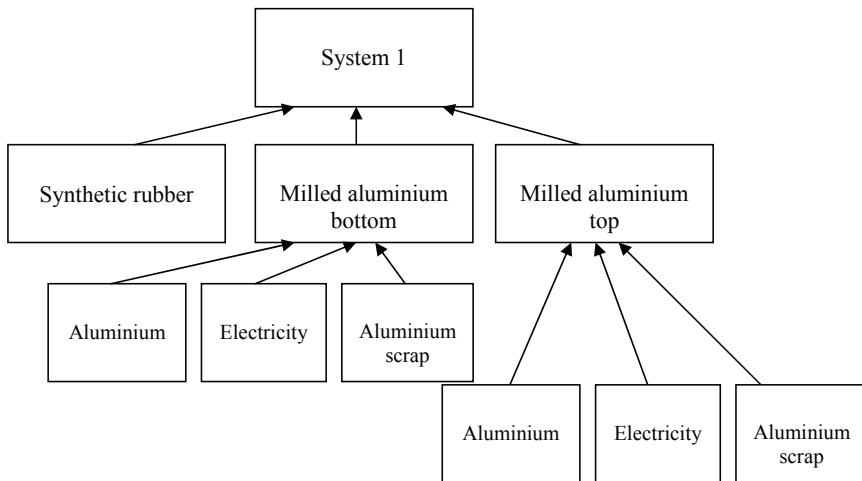 System 1
Synthetic rubber
Milled aluminium
bottom
Milled aluminium
top
Aluminium
Electricity
Aluminium
scrap
Aluminium
Electricity
Aluminium
scrap